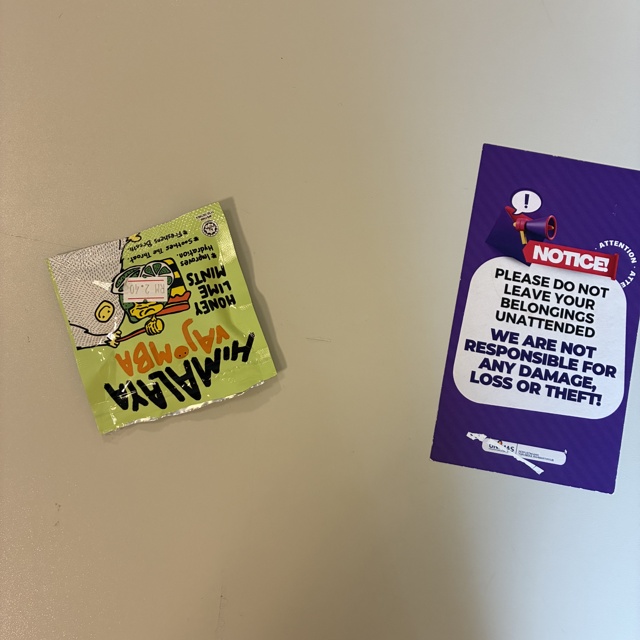 HIMALAYA
VAJOMBA
HONEY
LIME
MINTS
Improves
Hydration.
Soothes The Throat.
Freshens Breath.
RM 2.40
!
NOTICE!
ATTENTION
PLEASE DO NOT
LEAVE YOUR
BELONGINGS
UNATTENDED
WE ARE NOT
RESPONSIBLE FOR
ANY DAMAGE,
LOSS OR THEFT!